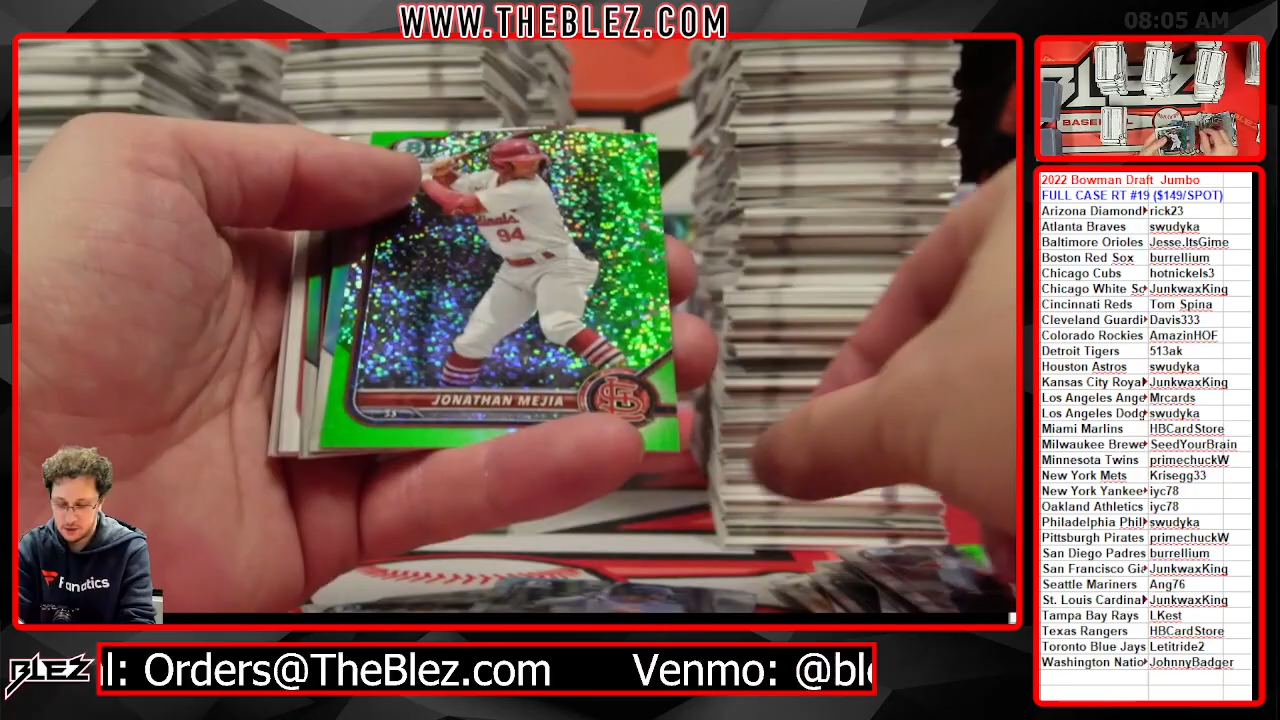 WWW.THEBLEZ.COM
08:05 AM
94
JONATHAN MEJIA
Fanatics
BLEZ
BASEB
2022 Bowman Draft Jumbo
FULL CASE RT #19 ($149/SPOT)
Arizona Diamond rick23
Atlanta Braves swudyka
Baltimore Orioles Jesse.ItsGime
Boston Red Sox burrellium
Chicago Cubs hotnickels3
Chicago White So JunkwaxKing
Cincinnati Reds Tom Spina
Cleveland Guardi Davis333
Colorado Rockies AmazinHOF
Detroit Tigers 513ak
Houston Astros swudyka
Kansas City Royal JunkwaxKing
Los Angeles Ange Mrcards
Los Angeles Dodg swudyka
Miami Marlins HBCardStore
Milwaukee Brewe SeedYourBrain
Minnesota Twins primechuckW
New York Mets Krisegg33
New York Yankee iyc78
Oakland Athletics iyc78
Philadelphia Phil swudyka
Pittsburgh Pirates primechuckW
San Diego Padres burrellium
San Francisco Gia JunkwaxKing
Seattle Mariners Ang76
St. Louis Cardinal JunkwaxKing
Tampa Bay Rays LKest
Texas Rangers HBCardStore
Toronto Blue Jays Letitride2
Washington Natio JohnnyBadger
BLEZ
l: Orders@TheBlez.com Venmo: @ble